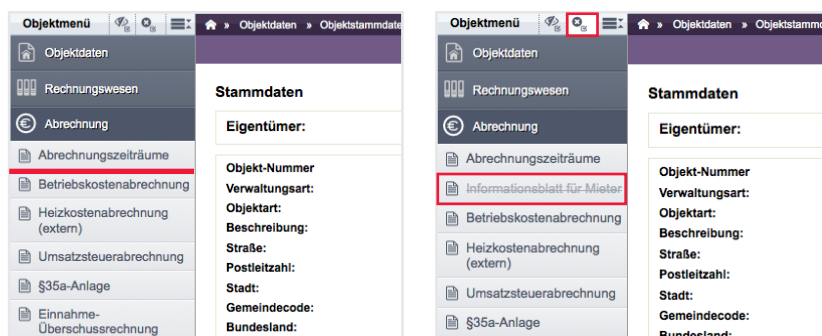 Objektmenü
» Objektdaten » Objektstammdate
Objektdaten
Rechnungswesen
Abrechnung
Abrechnungszeiträume
Betriebskostenabrechnung
Heizkostenabrechnung
(extern)
Umsatzsteuerabrechnung
§35a-Anlage
Einnahme-
Überschussrechnung
Stammdaten
Eigentümer:
Objekt-Nummer
Verwaltungsart:
Objektart:
Beschreibung:
Straße:
Postleitzahl:
Stadt:
Gemeindecode:
Bundesland:
Objektmenü
» Objektdaten » Objektstammd
Objektdaten
Rechnungswesen
Abrechnung
Abrechnungszeiträume
Informationsblatt für Mieter
Betriebskostenabrechnung
Heizkostenabrechnung
(extern)
Umsatzsteuerabrechnung
§35a-Anlage
Stammdaten
Eigentümer:
Objekt-Nummer
Verwaltungsart:
Objektart:
Beschreibung:
Straße:
Postleitzahl:
Stadt:
Gemeindecode:
Bundesland: